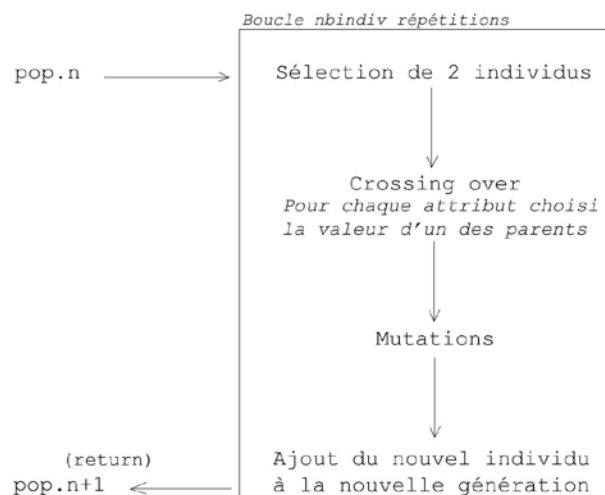 Boucle nbindiv répétitions
pop.n
Sélection de 2 individus
Crossing over
Pour chaque attribut choisi
la valeur d'un des parents
Mutations
Ajout du nouvel individu
à la nouvelle génération
(return)
pop.n+1